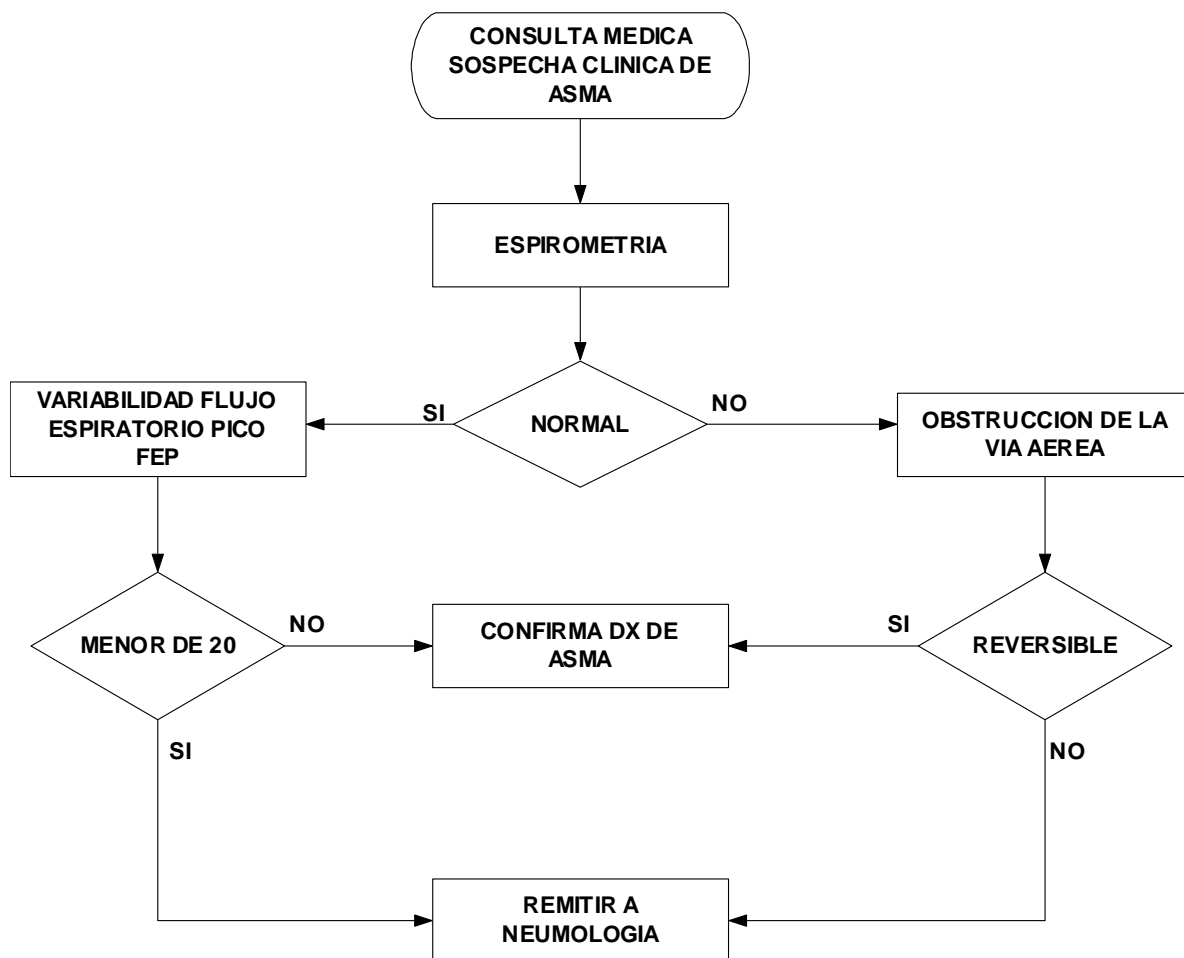 CONSULTA MEDICA
SOSPECHA CLINICA DE
ASMA
ESPIROMETRIA
NORMAL
SI
NO
VARIABILIDAD FLUJO
ESPIRATORIO PICO
FEP
OBSTRUCCION DE LA
VIA AEREA
MENOR DE 20
NO
CONFIRMA DX DE
ASMA
SI
REVERSIBLE
SI
NO
REMITIR A
NEUMOLOGIA